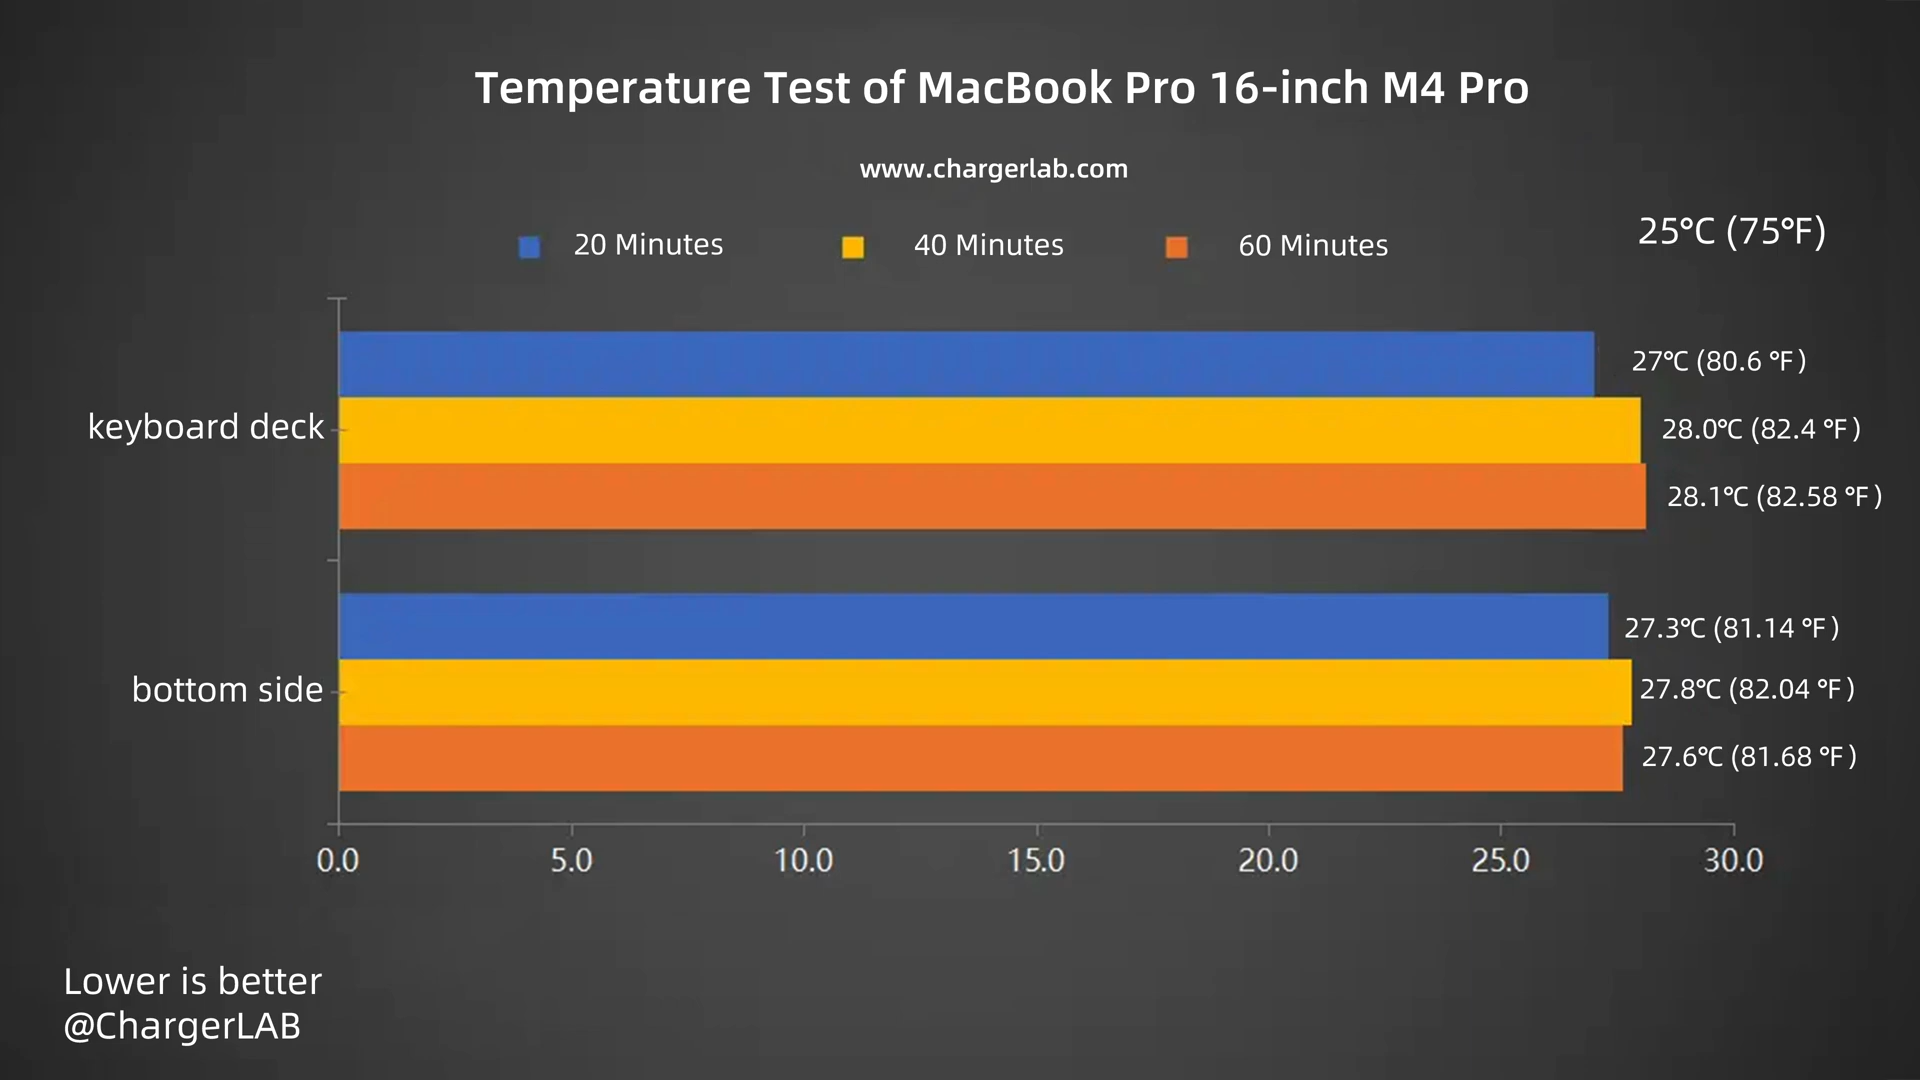 Temperature Test of MacBook Pro 16-inch M4 Pro
www.chargerlab.com
20 Minutes
40 Minutes
60 Minutes
25℃ (75℉)
27℃ (80.6 ℉)
keyboard deck
28.0℃ (82.4 ℉)
28.1℃ (82.58 ℉)
27.3℃ (81.14 ℉)
bottom side
27.8℃ (82.04 ℉)
27.6℃ (81.68 ℉)
0.0 5.0 10.0 15.0 20.0 25.0 30.0
Lower is better
@ChargerLAB